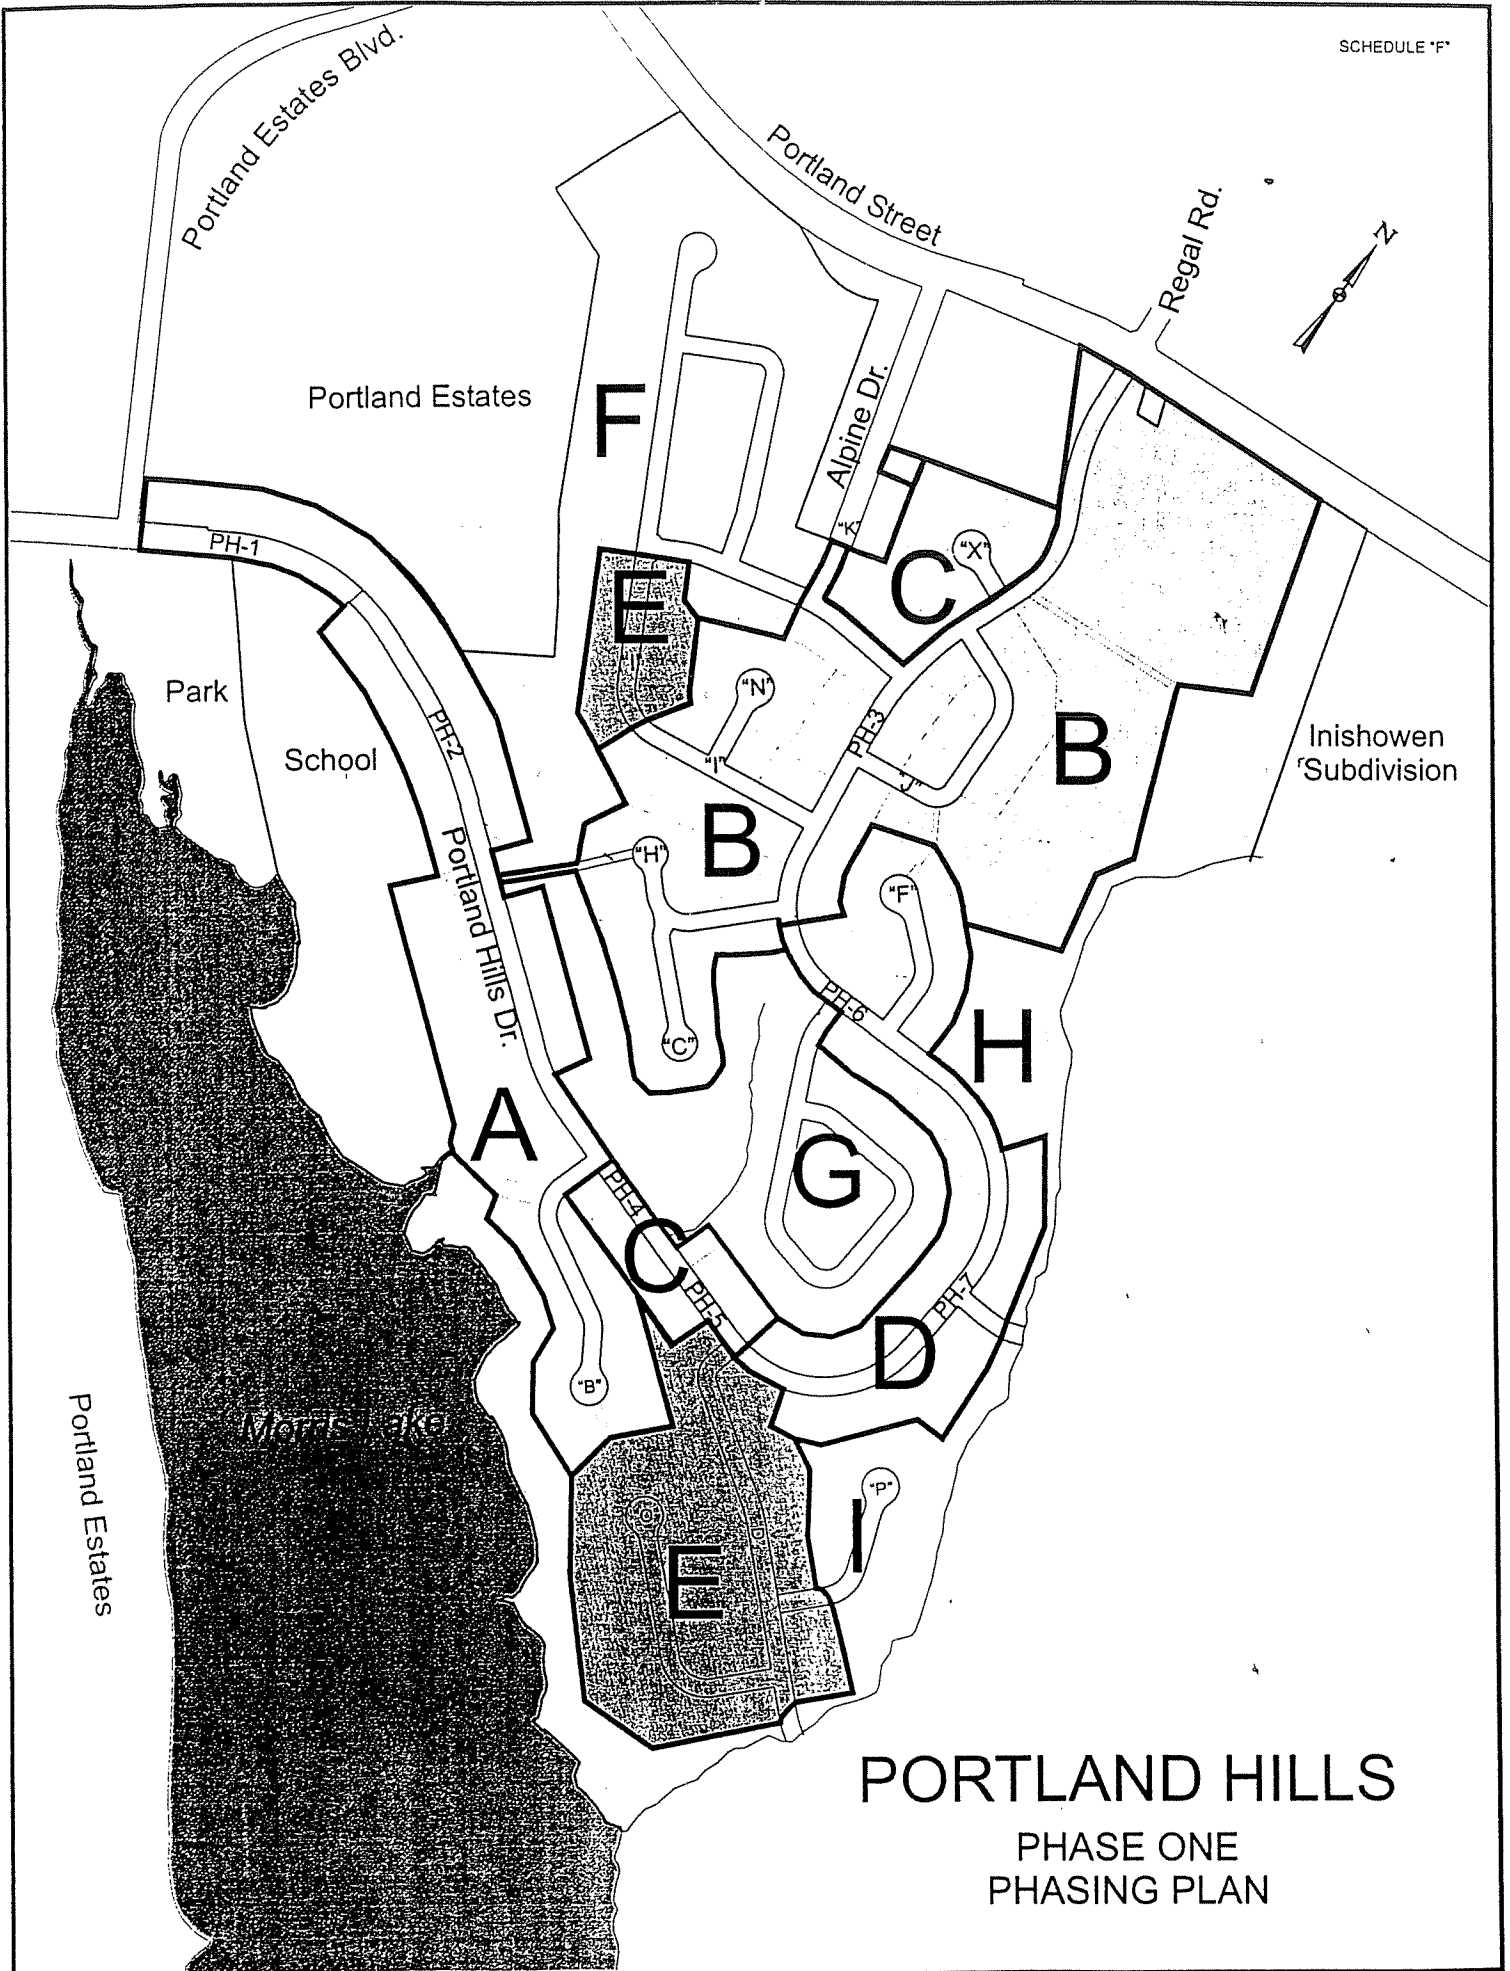 SCHEDULE "F"
Portland Estates Blvd.
Portland Street
Regal Rd.
N
Portland Estates
F
Alpine Dr.
"K"
"X"
C
PH-1
E
"I"
Park
"N"
PH-2
PH-3
B
School
"I"
"J"
Inishowen
Subdivision
Portland Hills Dr.
"H"
B
"F"
PH-6
"C"
H
A
G
PH-4
C
PH-5
PH-7
D
"B"
Portland Estates
Morris Lake
"P"
I
E
PORTLAND HILLS
PHASE ONE
PHASING PLAN